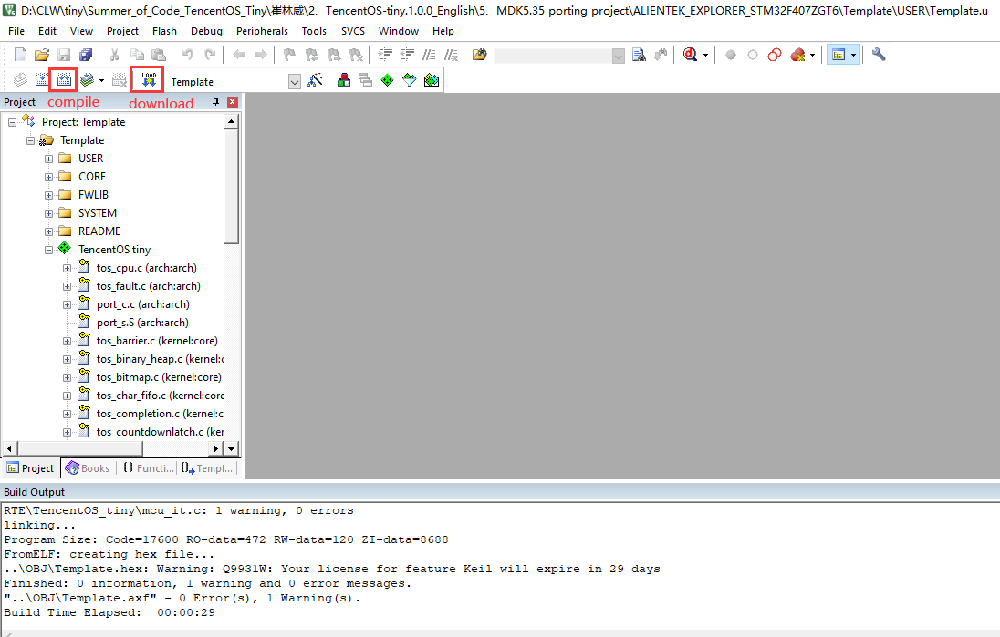 D:\CLW\tiny\Summer_of_Code_TencentOS_Tiny\崔林威\2、TencentOS-tiny.1.0.0_English\5、MDK5.35 porting project\ALIENTEK_EXPLORER_STM32F407ZGT6\Template\USER\Template.u
File Edit View Project Flash Debug Peripherals Tools SVCS Window Help
LOAD
Template
Project compile download
Project: Template
Template
USER
CORE
FWLIB
SYSTEM
README
TencentOS tiny
tos_cpu.c (arch:arch)
tos_fault.c (arch:arch)
port_c.c (arch:arch)
port_s.S (arch:arch)
tos_barrier.c (kernel:core)
tos_binary_heap.c (kernel:c
tos_bitmap.c (kernel:core)
tos_char_fifo.c (kernel:core
tos_completion.c (kernel:c
tos_countdownlatch.c (ker
Project Books {} Functi... Templ...
Build Output
RTE\TencentOS_tiny\mcu_it.c: 1 warning, 0 errors
linking...
Program Size: Code=17600 RO-data=472 RW-data=120 ZI-data=8688
FromELF: creating hex file...
..\OBJ\Template.hex: Warning: Q9931W: Your license for feature Keil will expire in 29 days
Finished: 0 information, 1 warning and 0 error messages.
"..\OBJ\Template.axf" - 0 Error(s), 1 Warning(s).
Build Time Elapsed:  00:00:29